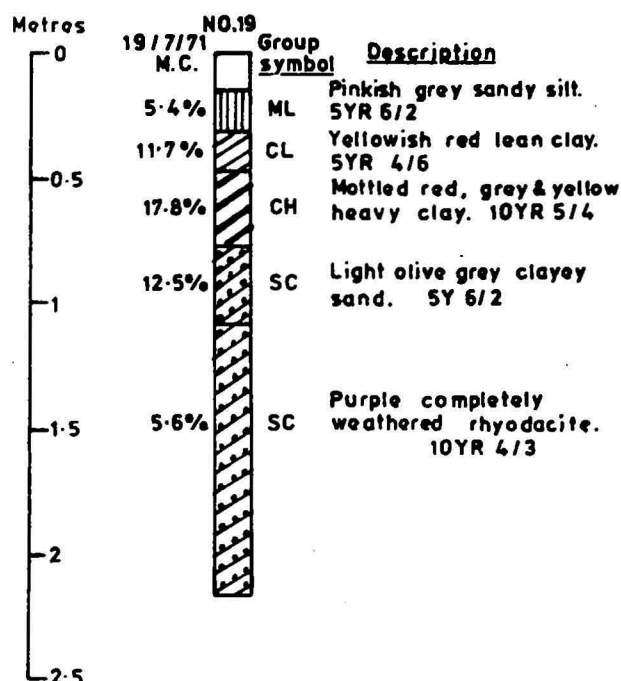 Metres
NO.19
0
19/7/71
M.C.
Group
symbol
Description
5·4%
ML
Pinkish grey sandy silt.
5YR 6/2
11·7%
CL
Yellowish red lean clay.
5YR 4/6
0·5
17·8%
CH
Mottled red, grey & yellow
heavy clay. 10YR 5/4
12·5%
SC
Light olive grey clayey
sand. 5Y 6/2
1
1·5
5·6%
SC
Purple completely
weathered rhyodacite.
10YR 4/3
2
2·5